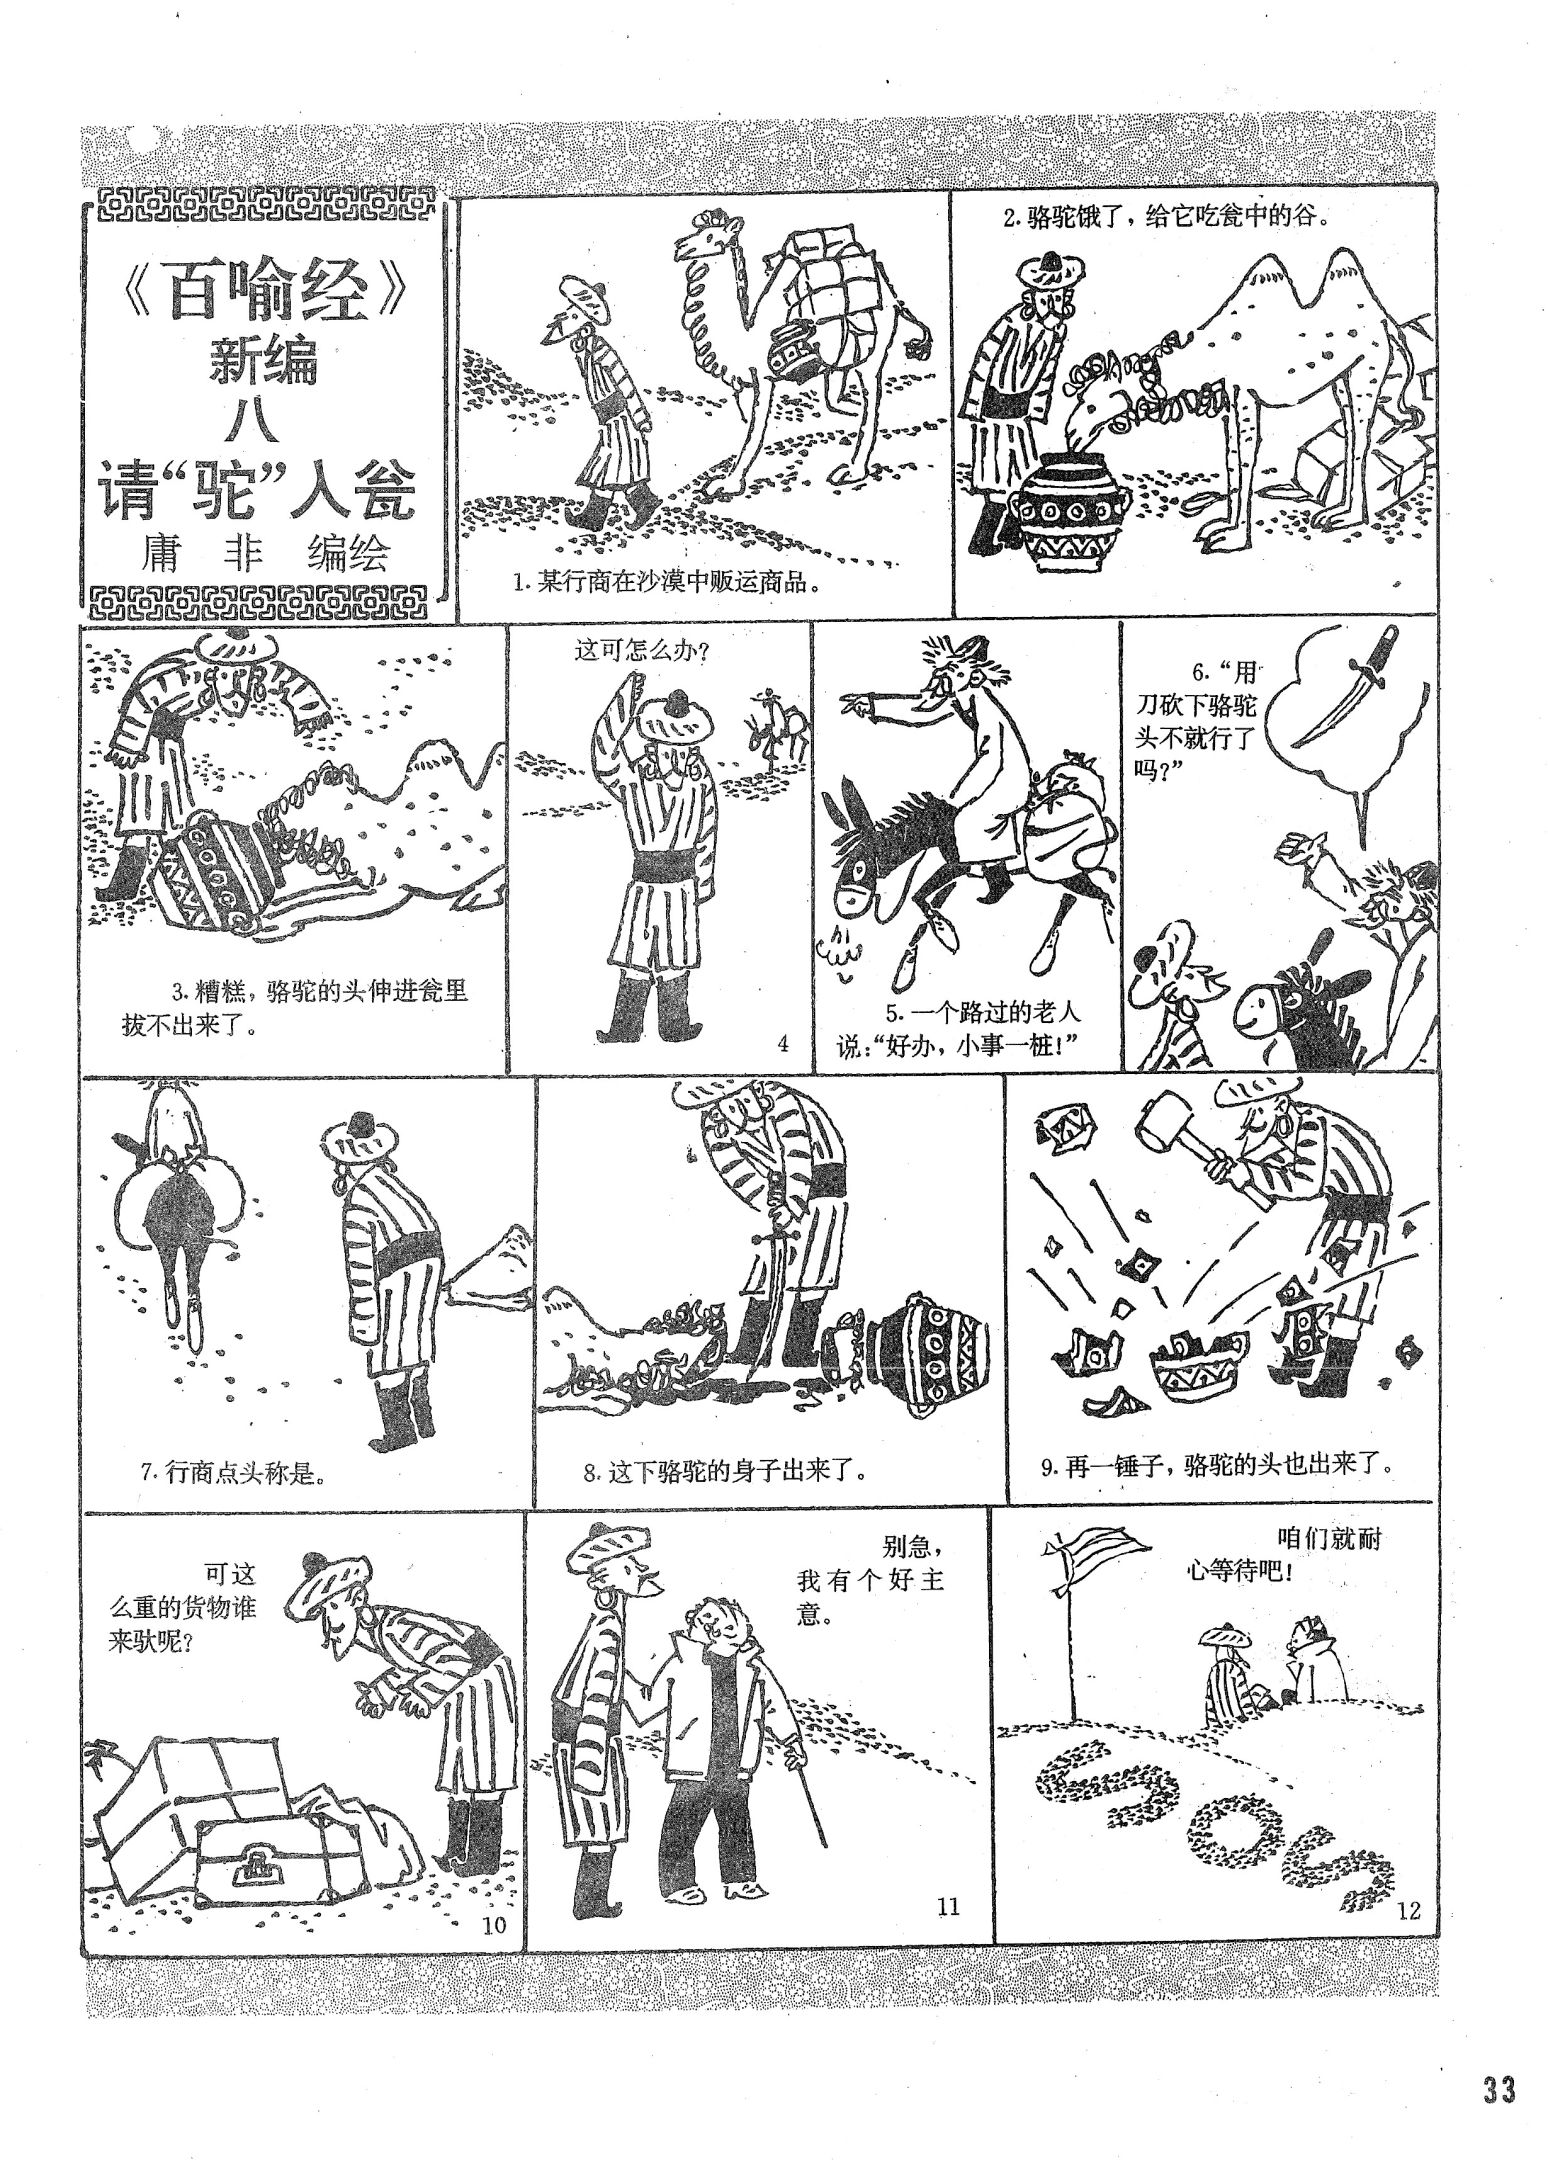 《百喻经》
新编
八
请“驼”入瓮
庸 非 编绘
1. 某行商在沙漠中贩运商品。
2. 骆驼饿了，给它吃瓮中的谷。
3. 糟糕，骆驼的头伸进瓮里
拔不出来了。
这可怎么办？
4
5. 一个路过的老人
说：“好办，小事一桩！”
6. “用
刀砍下骆驼
头不就行了
吗？”
7. 行商点头称是。
8. 这下骆驼的身子出来了。
9. 再一锤子，骆驼的头也出来了。
可这
么重的货物谁
来驮呢？
10
别急，
我有个好主
意。
11
咱们就耐
心等待吧！
SOS
12
33